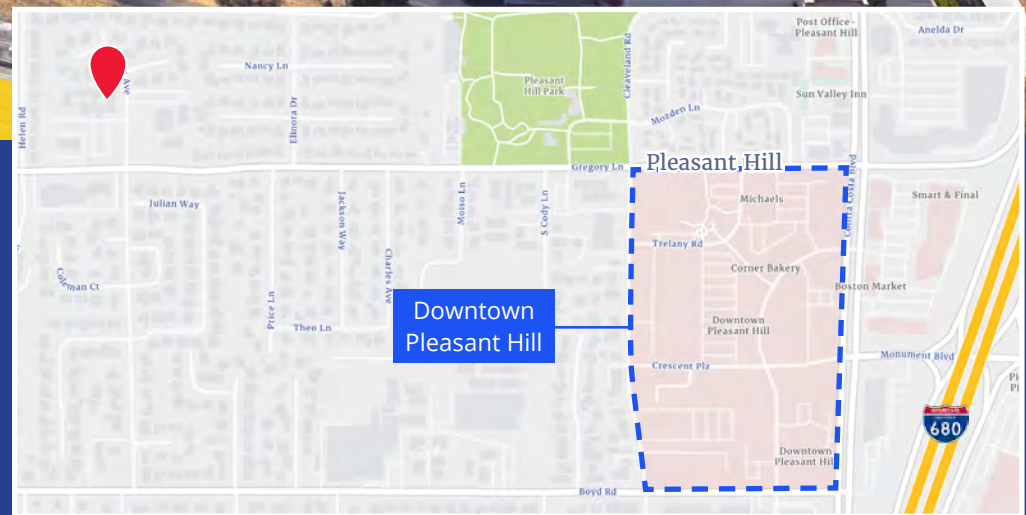 Post Office -
Pleasant Hill
Anelda Dr
Ave
Nancy Ln
Pleasant
Hill Park
Cleaveland Rd
Sun Valley Inn
Helen Rd
Elinora Dr
Mozden Ln
Gregory Ln
Pleasant Hill
Contra Costa Blvd
Julian Way
Jackson Way
Moiso Ln
S Cody Ln
Michaels
Smart & Final
Trelany Rd
Charles Ave
Corner Bakery
Coleman Ct
Boston Market
Price Ln
Theo Ln
Downtown
Pleasant Hill
Downtown
Pleasant Hill
Monument Blvd
Crescent Plz
680
Downtown
Pleasant Hill
Boyd Rd